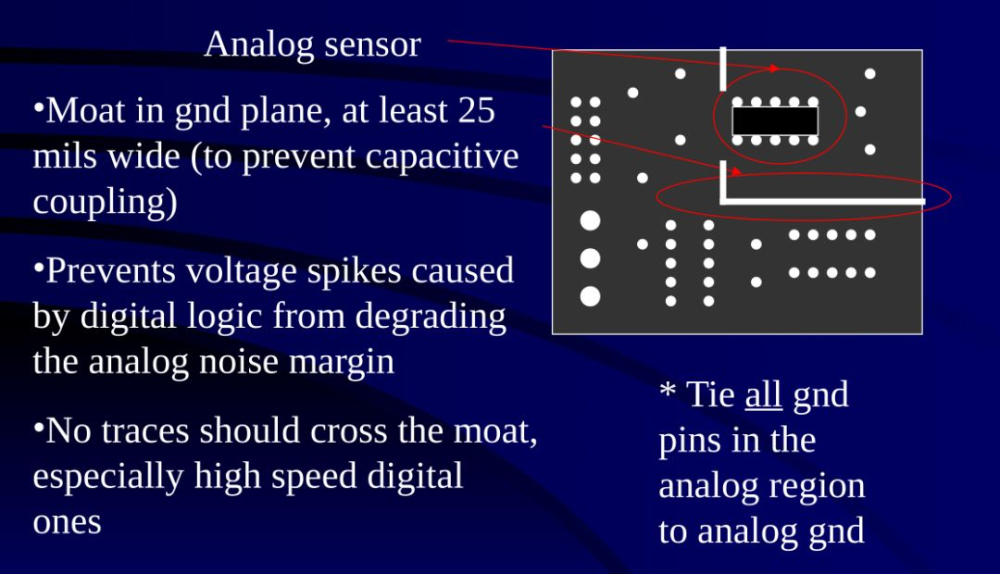 Analog sensor
•Moat in gnd plane, at least 25
mils wide (to prevent capacitive
coupling)
•Prevents voltage spikes caused
by digital logic from degrading
the analog noise margin
•No traces should cross the moat,
especially high speed digital
ones
* Tie all gnd
pins in the
analog region
to analog gnd